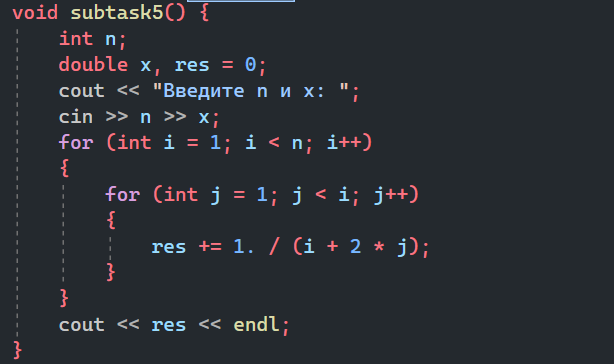 void subtask5() {
    int n;
    double x, res = 0;
    cout << "Введите n и x: ";
    cin >> n >> x;
    for (int i = 1; i < n; i++)
    {
        for (int j = 1; j < i; j++)
        {
            res += 1. / (i + 2 * j);
        }
    }
    cout << res << endl;
}